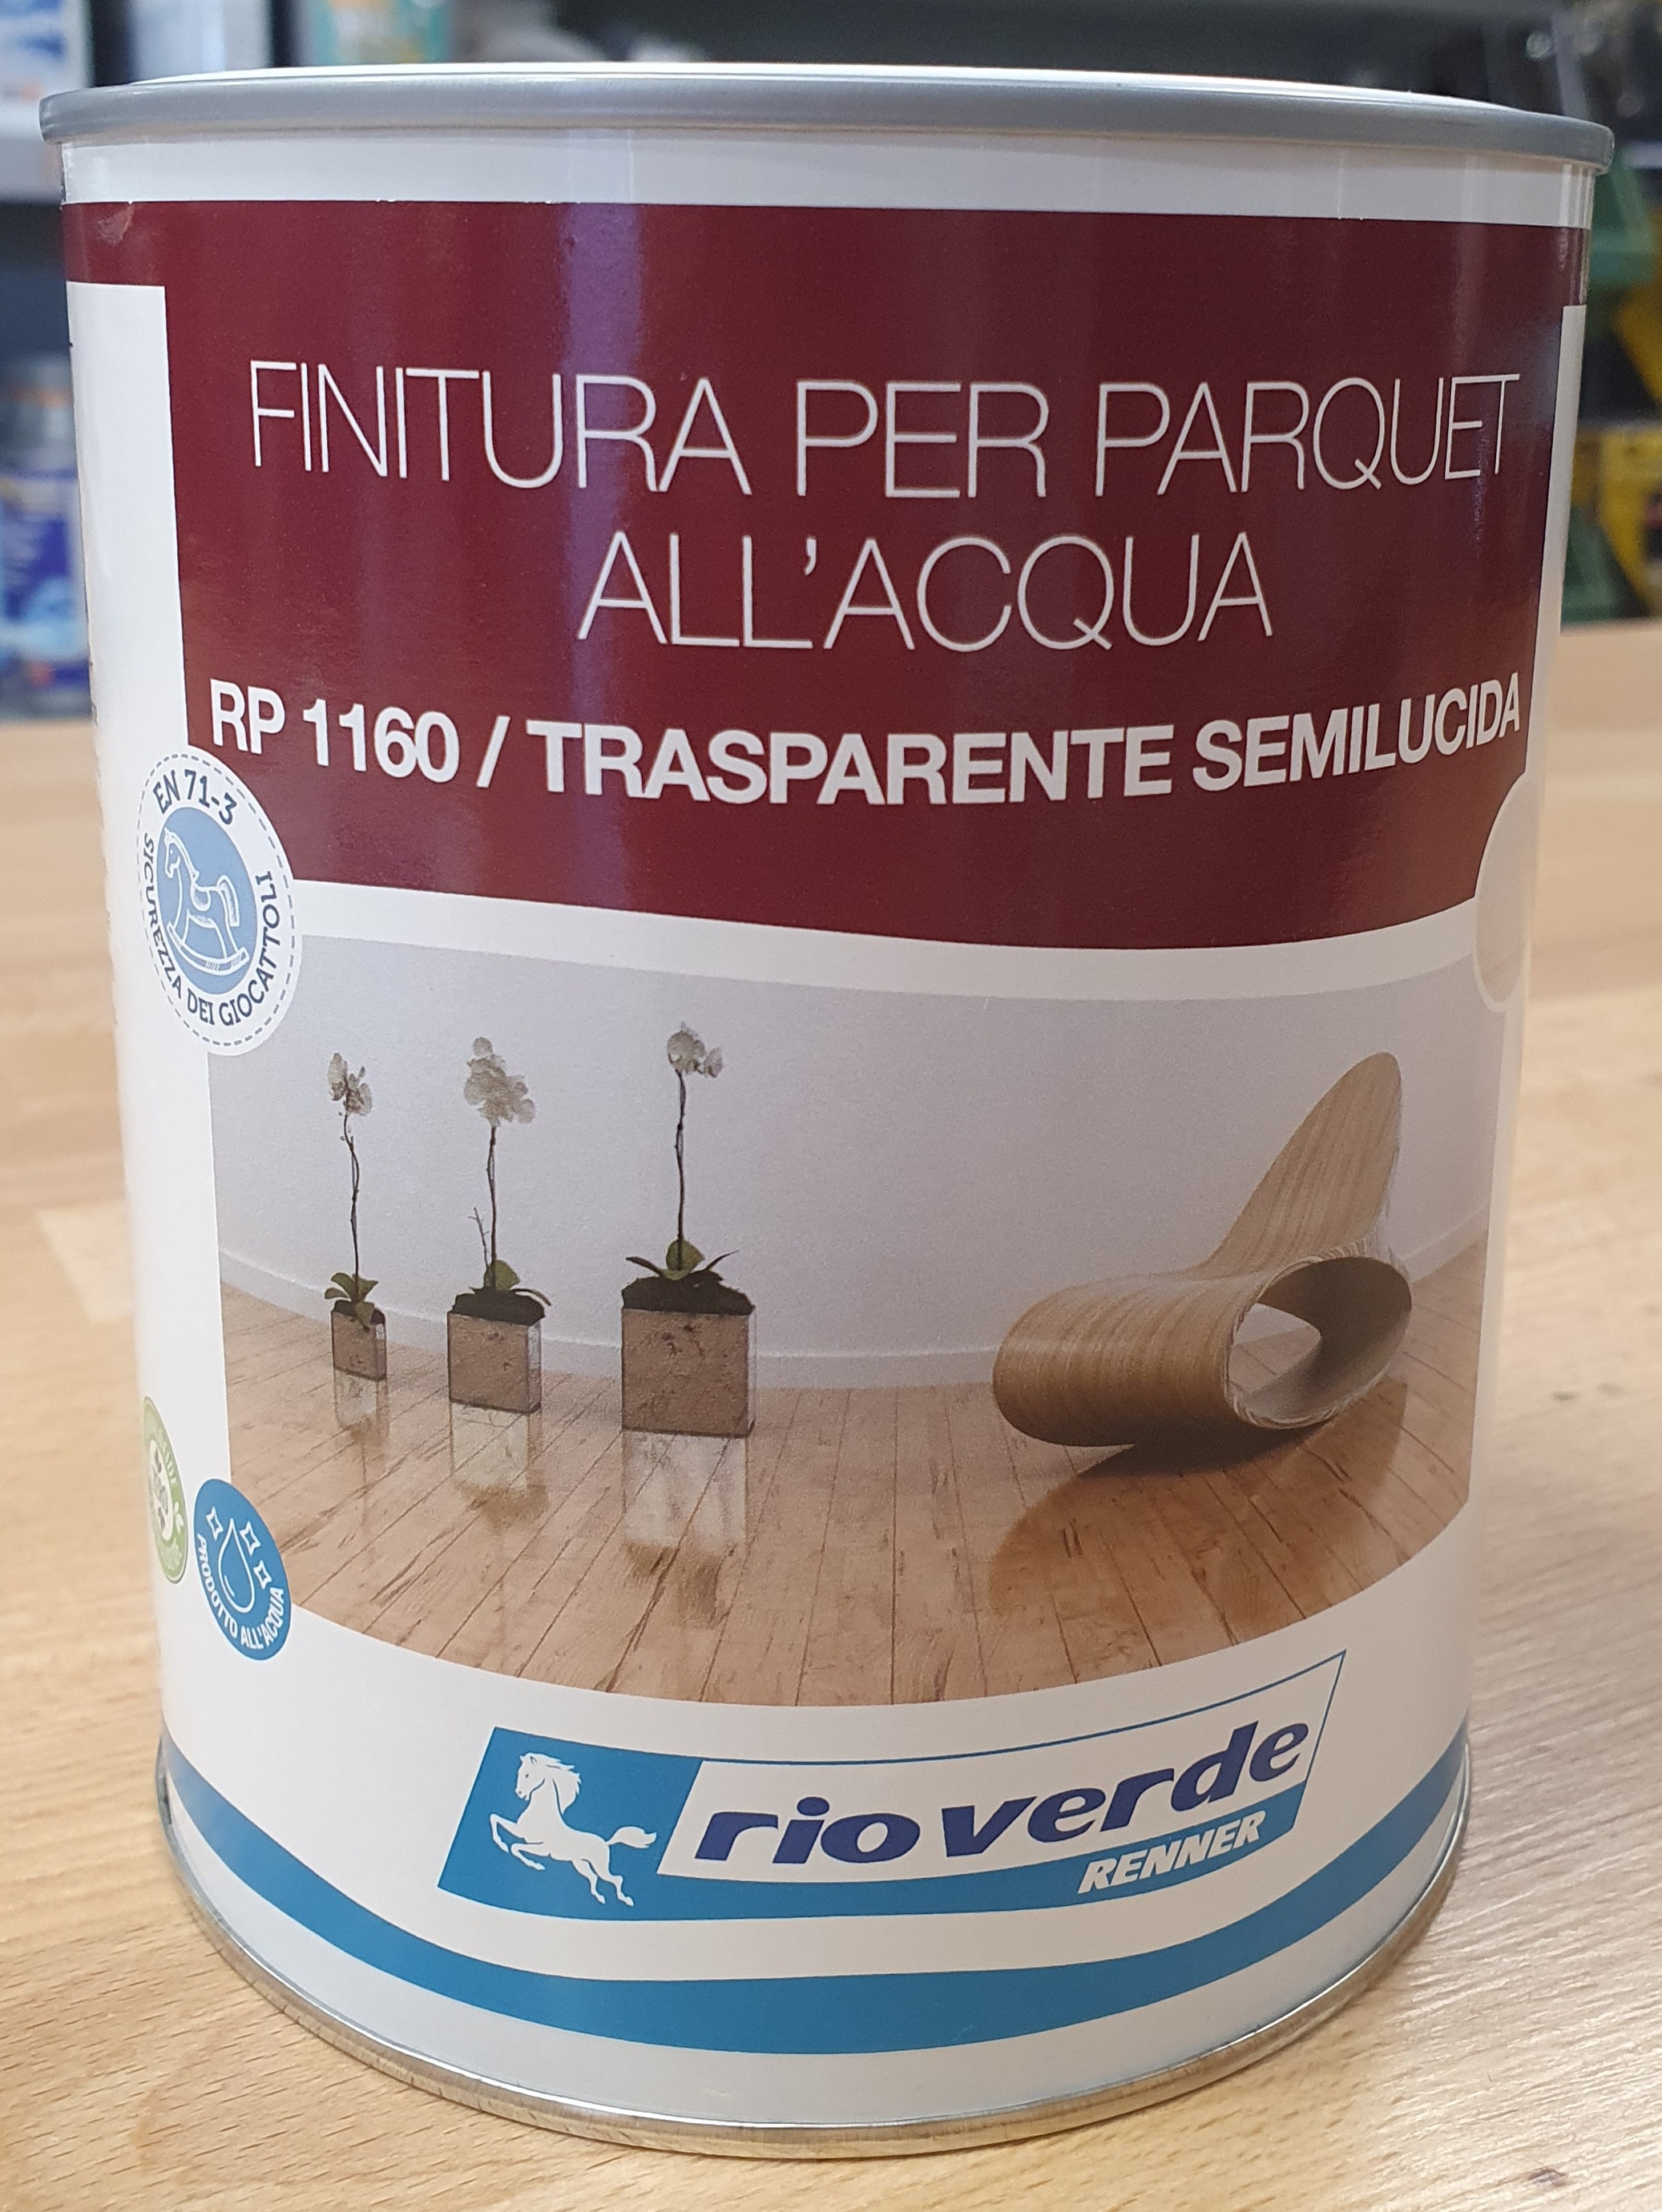 FINITURA PER PARQUET
ALL'ACQUA
RP 1160 / TRASPARENTE SEMILUCIDA
EN 71-3
SICUREZZA DEI GIOCATTOLI
PRODOTTO ALL'ACQUA
rio verde
RENNER